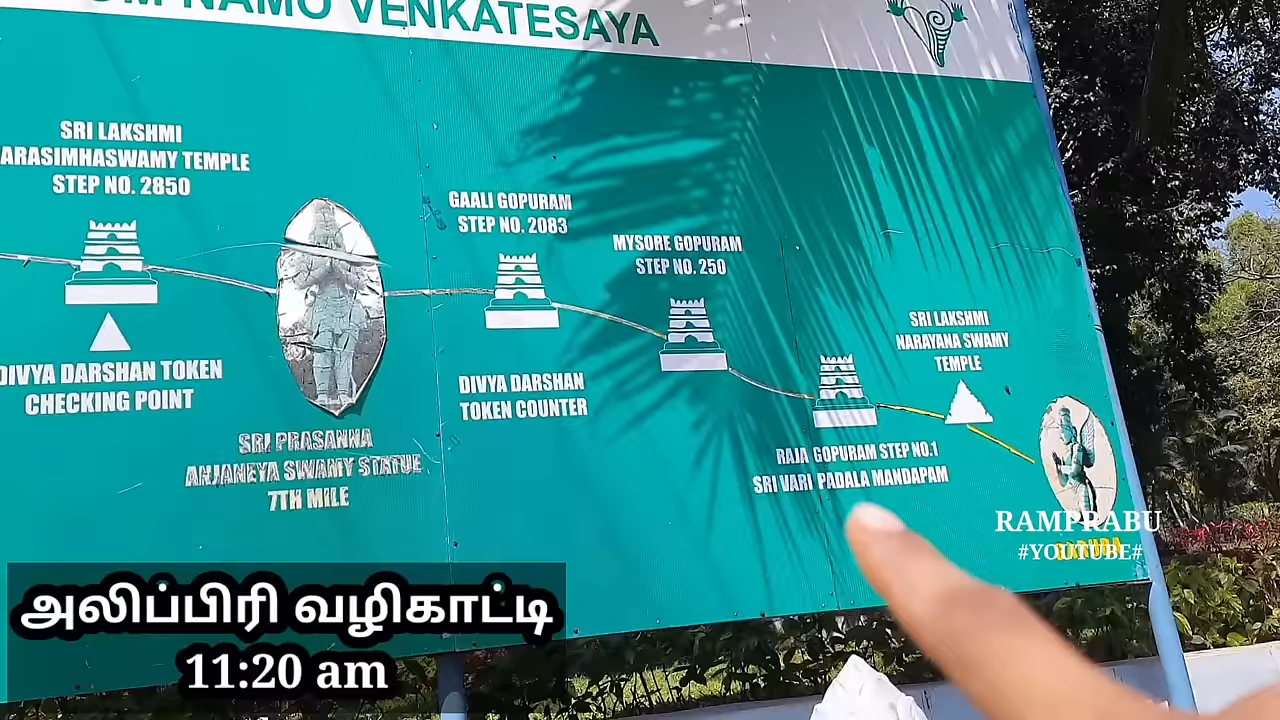 NAMO VENKATESAYA
SRI LAKSHMI
ARASIMHASWAMY TEMPLE
STEP NO. 2850
DIVYA DARSHAN TOKEN
CHECKING POINT
SRI PRASANNA
ANJANEYA SWAMY STATUE
7TH MILE
GAALI GOPURAM
STEP NO. 2083
DIVYA DARSHAN
TOKEN COUNTER
MYSORE GOPURAM
STEP NO. 250
RAJA GOPURAM STEP NO.1
SRI VARI PADALA MANDAPAM
SRI LAKSHMI
NARAYANA SWAMY
TEMPLE
RAMPRABU
#YOUTUBE#
அலிப்பிரி வழிகாட்டி
11:20 am